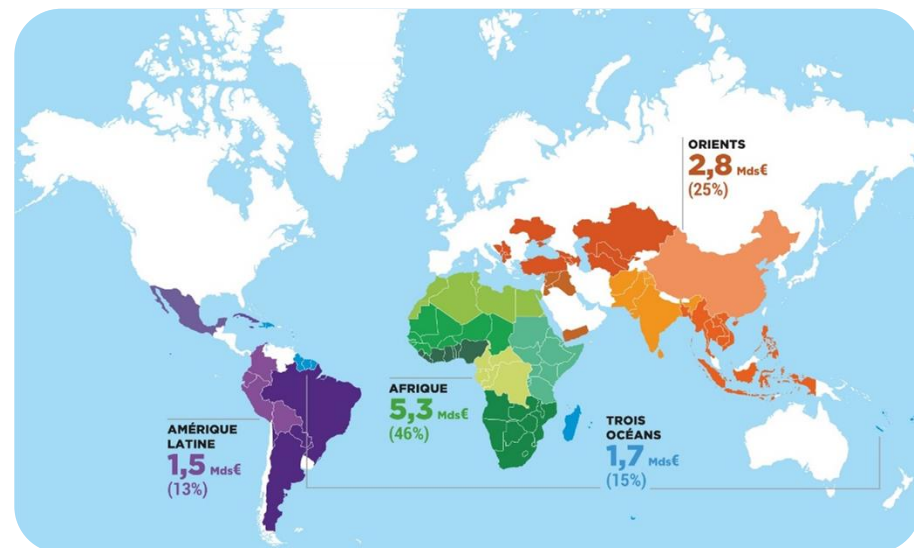 ORIENTS
2,8 Mds€
(25%)
AFRIQUE
5,3 Mds€
(46%)
TROIS
OCÉANS
1,7 Mds€
(15%)
AMÉRIQUE
LATINE
1,5 Mds€
(13%)